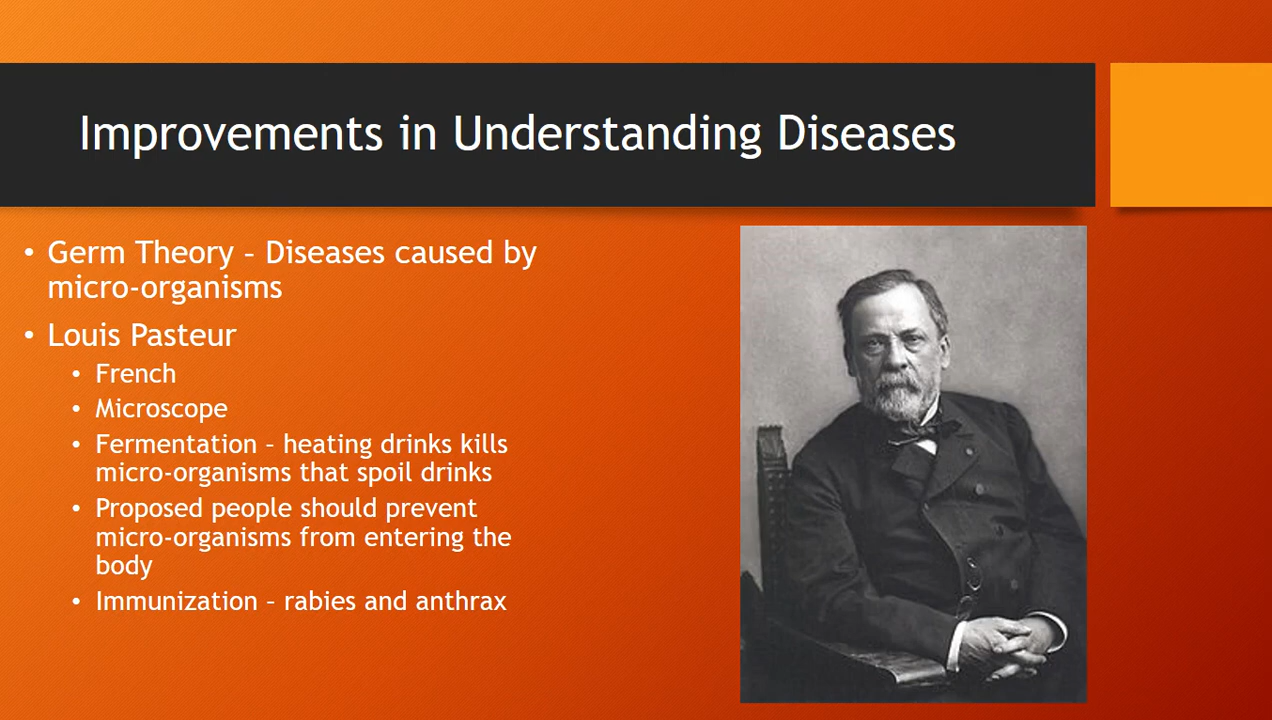 Improvements in Understanding Diseases
• Germ Theory – Diseases caused by
micro-organisms
• Louis Pasteur
• French
• Microscope
• Fermentation – heating drinks kills
micro-organisms that spoil drinks
• Proposed people should prevent
micro-organisms from entering the
body
• Immunization – rabies and anthrax